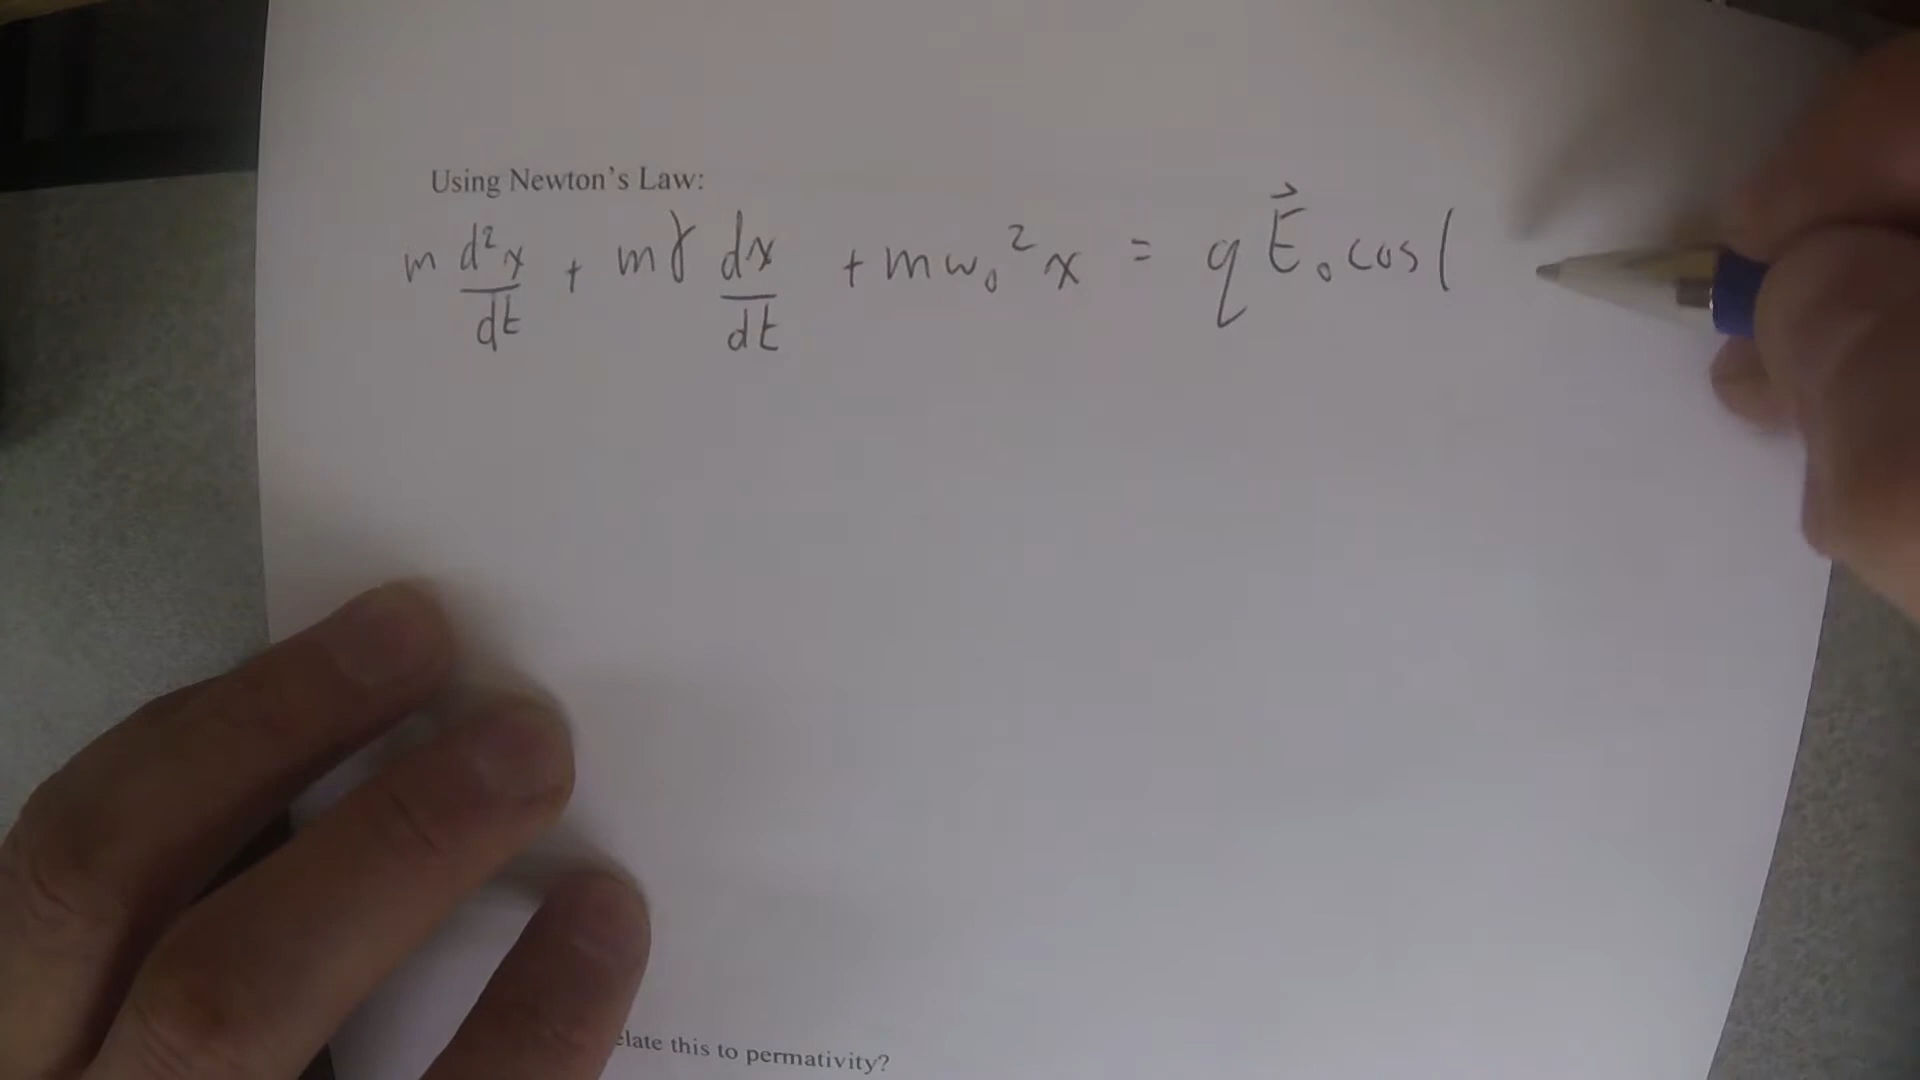 Using Newton's Law:
m d²x/dt + mγ dx/dt + mω₀²x = qE⃗₀cos(
elate this to permativity?